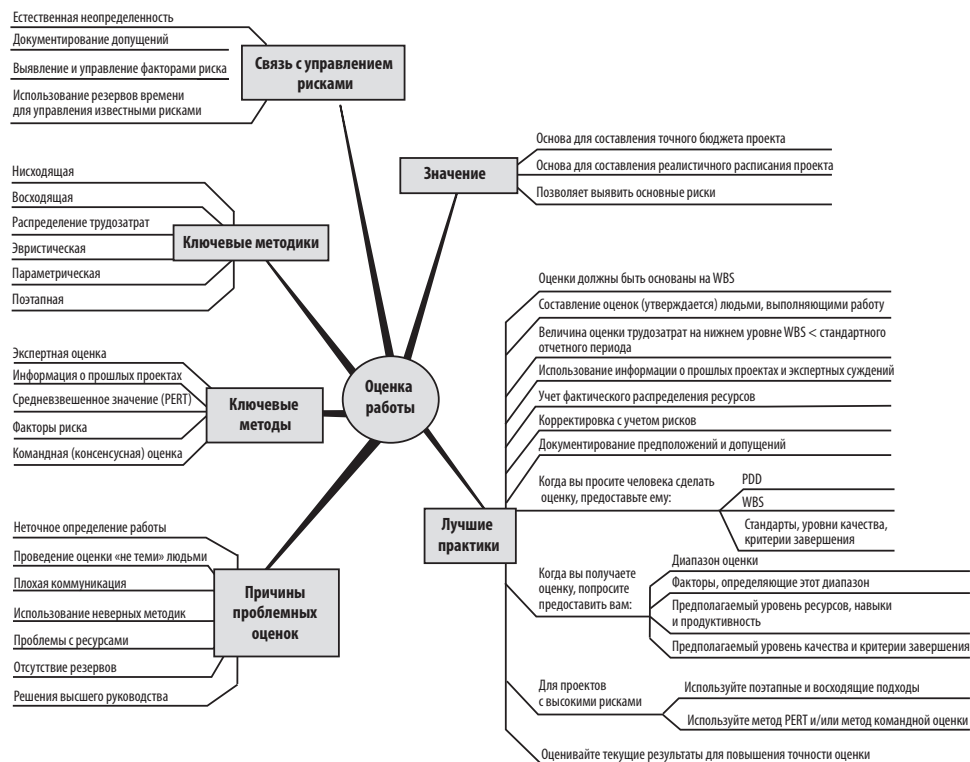 Естественная неопределенность
Документирование допущений
Выявление и управление факторами риска
Использование резервов времени
для управления известными рисками
Связь с управлением
рисками
Значение
Основа для составления точного бюджета проекта
Основа для составления реалистичного расписания проекта
Позволяет выявить основные риски
Нисходящая
Восходящая
Распределение трудозатрат
Эвристическая
Параметрическая
Поэтапная
Ключевые методики
Экспертная оценка
Информация о прошлых проектах
Средневзвешенное значение (PERT)
Факторы риска
Командная (консенсусная) оценка
Ключевые
методы
Оценка
работы
Неточное определение работы
Проведение оценки «не теми» людьми
Плохая коммуникация
Использование неверных методик
Проблемы с ресурсами
Отсутствие резервов
Решения высшего руководства
Причины
проблемных
оценок
Лучшие
практики
Оценки должны быть основаны на WBS
Составление оценок (утверждается) людьми, выполняющими работу
Величина оценки трудозатрат на нижнем уровне WBS < стандартного
отчетного периода
Использование информации о прошлых проектах и экспертных суждений
Учет фактического распределения ресурсов
Корректировка с учетом рисков
Документирование предположений и допущений
Когда вы просите человека сделать
оценку, предоставьте ему:
PDD
WBS
Стандарты, уровни качества,
критерии завершения
Когда вы получаете
оценку, попросите
предоставить вам:
Диапазон оценки
Факторы, определяющие этот диапазон
Предполагаемый уровень ресурсов, навыки
и продуктивность
Предполагаемый уровень качества и критерии завершения
Для проектов
с высокими рисками
Используйте поэтапные и восходящие подходы
Используйте метод PERT и/или метод командной оценки
Оценивайте текущие результаты для повышения точности оценки